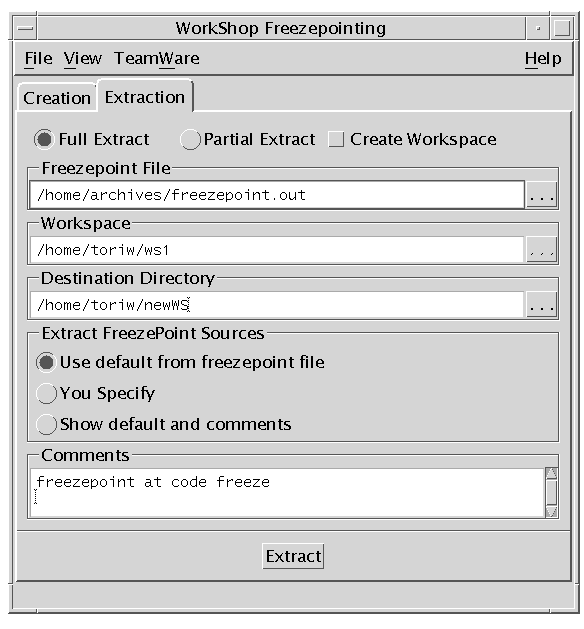 WorkShop Freezepointing
File View TeamWare Help
Creation Extraction
Full Extract Partial Extract Create Workspace
Freezepoint File
/home/archives/freezepoint.out ...
Workspace
/home/toriw/ws1 ...
Destination Directory
/home/toriw/newWS ...
Extract FreezePoint Sources
Use default from freezepoint file
You Specify
Show default and comments
Comments
freezepoint at code freeze
Extract